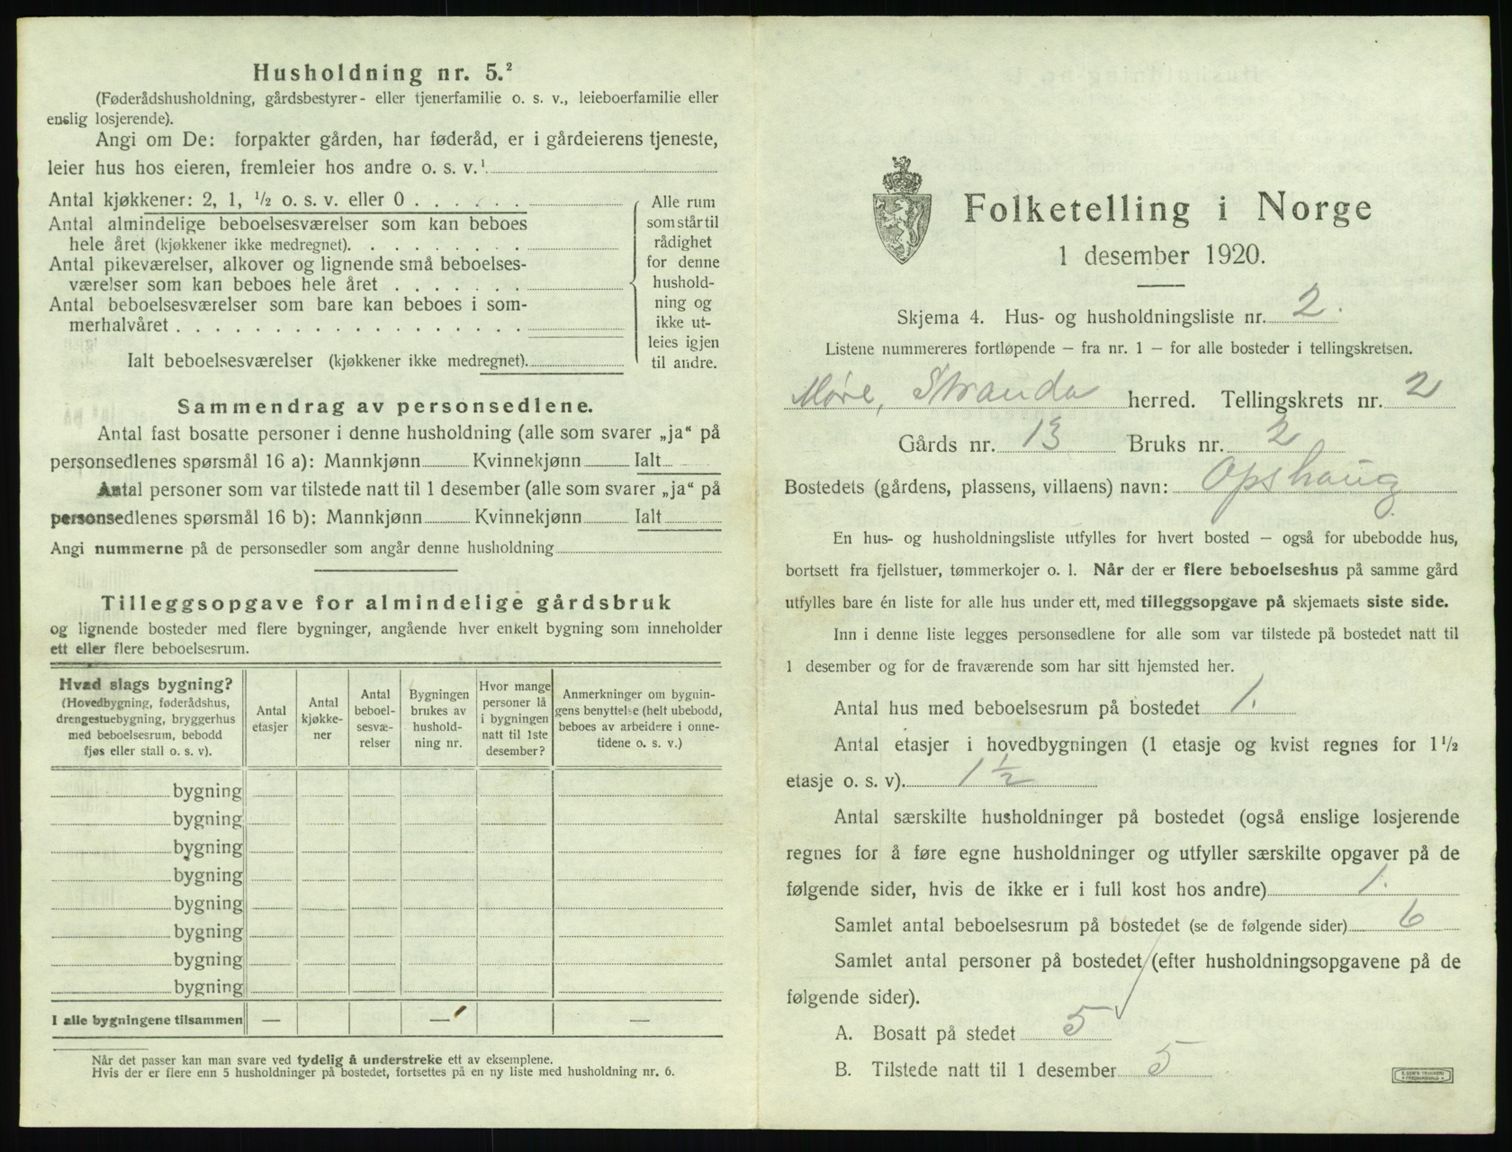 Husholdning nr. 5.²
(Føderådshusholdning, gårdsbestyrer- eller tjenerfamilie o. s. v., leieboerfamilie eller
enslig losjerende).
Angi om De: forpakter gården, har føderåd, er i gårdeierens tjeneste,
leier hus hos eieren, fremleier hos andre o. s. v.¹
Antal kjøkkener: 2, 1, ½ o. s. v. eller 0 . . . . . .
Antal almindelige beboelsesværelser som kan beboes
hele året (kjøkkener ikke medregnet). . . . . . . . .
Antal pikeværelser, alkover og lignende små beboelses-
værelser som kan beboes hele året . . . . . . .
Antal beboelsesværelser som bare kan beboes i som-
merhalvåret . . . . . . . . . . . . . . . . .
Ialt beboelsesværelser (kjøkkener ikke medregnet).
Alle rum
som står til
rådighet
for denne
hushold-
ning og
ikke ut-
leies igjen
til andre.
Sammendrag av personsedlene.
Antal fast bosatte personer i denne husholdning (alle som svarer „ja“ på
personsedlenes spørsmål 16 a): Mannkjønn Kvinnekjønn Ialt
Antal personer som var tilstede natt til 1 desember (alle som svarer „ja“ på
personsedlenes spørsmål 16 b): Mannkjønn Kvinnekjønn Ialt
Angi nummerne på de personsedler som angår denne husholdning
Tilleggsopgave for almindelige gårdsbruk
og lignende bosteder med flere bygninger, angående hver enkelt bygning som inneholder
ett eller flere beboelsesrum.
Hvad slags bygning?
(Hovedbygning, føderådshus,
drengestuebygning, bryggerhus
med beboelsesrum, bebodd
fjøs eller stall o. s. v).
Antal
etasjer
Antal
kjøkke-
ner
Antal
beboel-
sesvæ-
relser
Bygningen
brukes av
hushold-
ning nr.
Hvor mange
personer lå
i bygningen
natt til 1ste
desember?
Anmerkninger om bygnin-
gens benyttelse (helt ubebodd,
beboes av arbeidere i onne-
tidene o. s. v.)
bygning
bygning
bygning
bygning
bygning
bygning
bygning
bygning
I alle bygningene tilsammen — — —
Når det passer kan man svare ved tydelig å understreke ett av eksemplene.
Hvis der er flere enn 5 husholdninger på bostedet, fortsettes på en ny liste med husholdning nr. 6.
Folketelling i Norge
1 desember 1920.
Skjema 4. Hus- og husholdningsliste nr. 2.
Listene nummereres fortløpende – fra nr. 1 – for alle bosteder i tellingskretsen.
Møre, Stranda herred. Tellingskrets nr. 2
Gårds nr. 13 Bruks nr. 2
Bostedets (gårdens, plassens, villaens) navn: Opshaug
En hus- og husholdningsliste utfylles for hvert bosted – også for ubebodde hus,
bortsett fra fjellstuer, tømmerkojer o. l. Når der er flere beboelseshus på samme gård
utfylles bare én liste for alle hus under ett, med tilleggsopgave på skjemaets siste side.
Inn i denne liste legges personsedlene for alle som var tilstede på bostedet natt til
1 desember og for de fraværende som har sitt hjemsted her.
Antal hus med beboelsesrum på bostedet 1.
Antal etasjer i hovedbygningen (1 etasje og kvist regnes for 1½
etasje o. s. v). 1½
Antal særskilte husholdninger på bostedet (også enslige losjerende
regnes for å føre egne husholdninger og utfyller særskilte opgaver på de
følgende sider, hvis de ikke er i full kost hos andre) 1.
Samlet antal beboelsesrum på bostedet (se de følgende sider) 6
Samlet antal personer på bostedet (efter husholdningsopgavene på de
følgende sider).
A. Bosatt på stedet 5
B. Tilstede natt til 1 desember 5